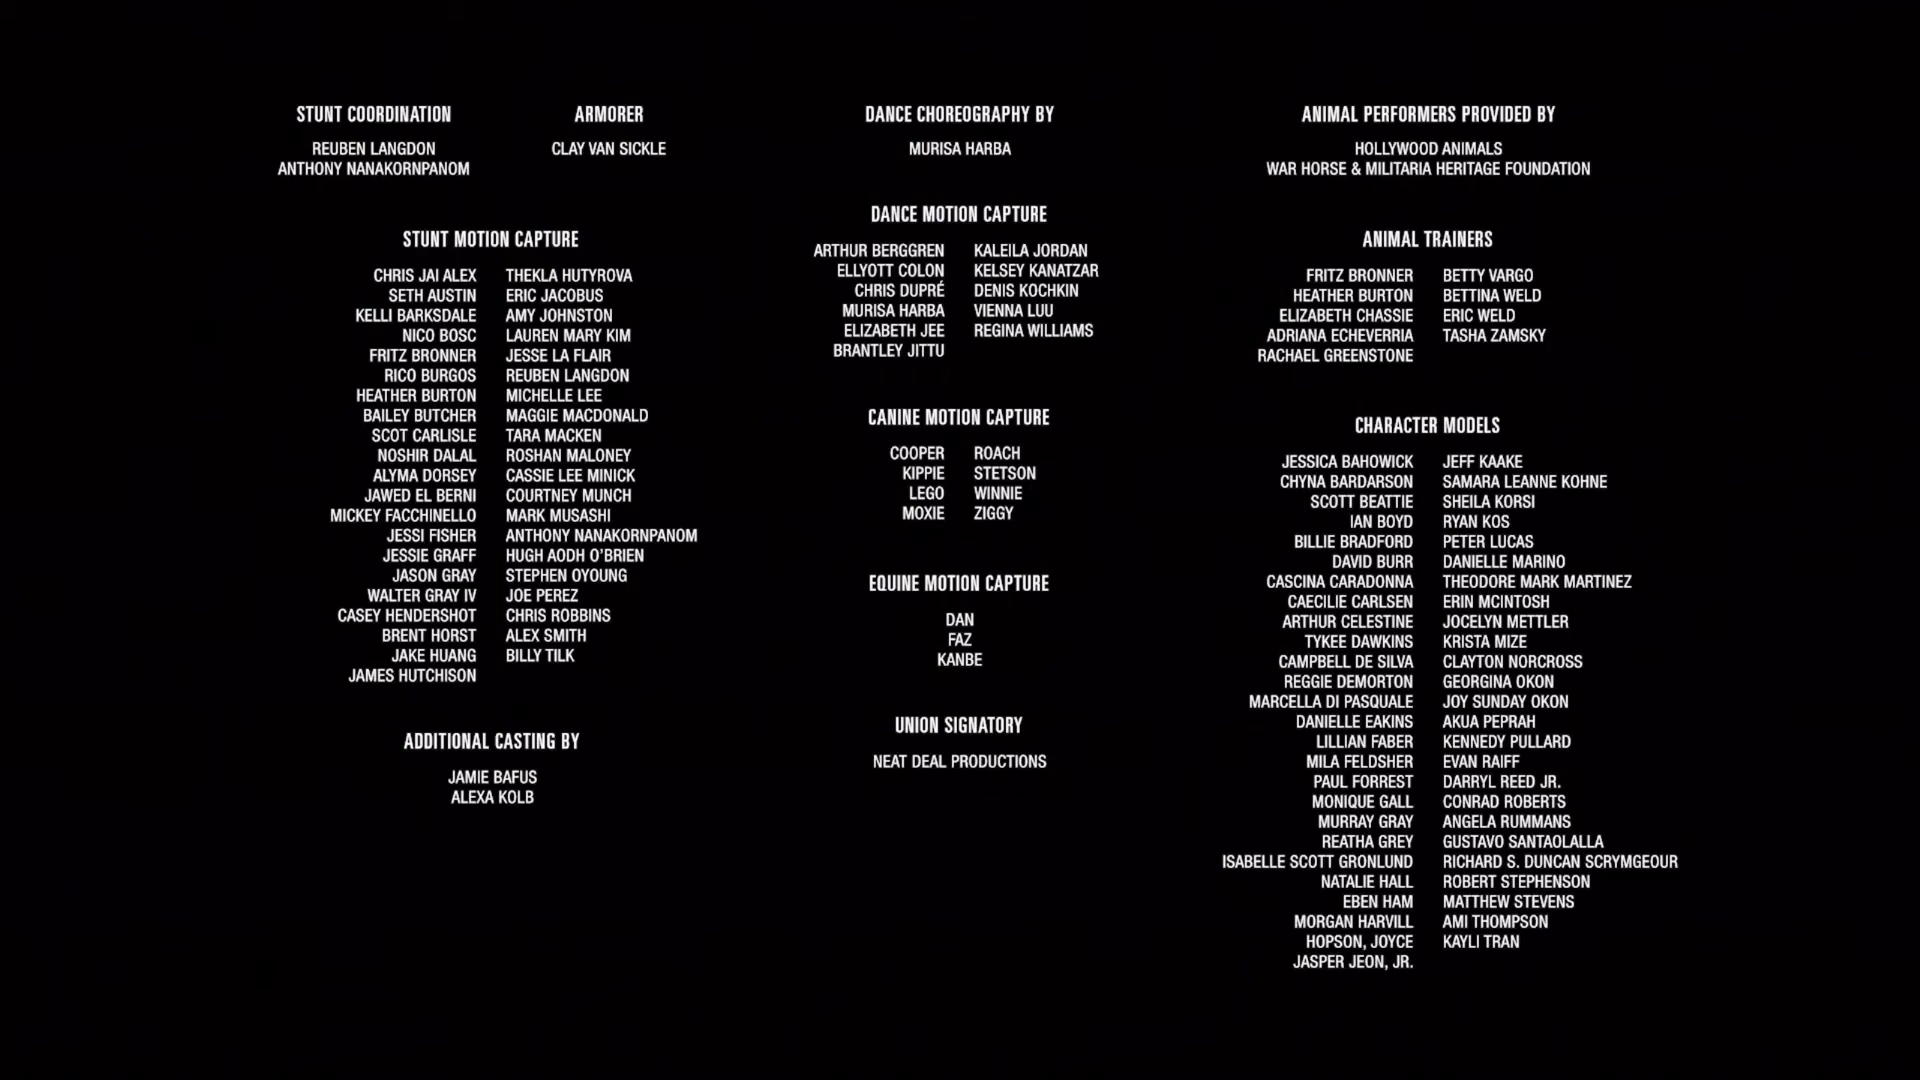 STUNT COORDINATION
REUBEN LANGDON
ANTHONY NANAKORNPANOM
ARMORER
CLAY VAN SICKLE
STUNT MOTION CAPTURE
CHRIS JAI ALEX THEKLA HUTYROVA
SETH AUSTIN ERIC JACOBUS
KELLI BARKSDALE AMY JOHNSTON
NICO BOSC LAUREN MARY KIM
FRITZ BRONNER JESSE LA FLAIR
RICO BURGOS REUBEN LANGDON
HEATHER BURTON MICHELLE LEE
BAILEY BUTCHER MAGGIE MACDONALD
SCOT CARLISLE TARA MACKEN
NOSHIR DALAL ROSHAN MALONEY
ALYMA DORSEY CASSIE LEE MINICK
JAWED EL BERNI COURTNEY MUNCH
MICKEY FACCHINELLO MARK MUSASHI
JESSI FISHER ANTHONY NANAKORNPANOM
JESSIE GRAFF HUGH AODH O'BRIEN
JASON GRAY STEPHEN OYOUNG
WALTER GRAY IV JOE PEREZ
CASEY HENDERSHOT CHRIS ROBBINS
BRENT HORST ALEX SMITH
JAKE HUANG BILLY TILK
JAMES HUTCHISON
ADDITIONAL CASTING BY
JAMIE BAFUS
ALEXA KOLB
DANCE CHOREOGRAPHY BY
MURISA HARBA
DANCE MOTION CAPTURE
ARTHUR BERGGREN KALEILA JORDAN
ELLYOTT COLON KELSEY KANATZAR
CHRIS DUPRÉ DENIS KOCHKIN
MURISA HARBA VIENNA LUU
ELIZABETH JEE REGINA WILLIAMS
BRANTLEY JITTU
CANINE MOTION CAPTURE
COOPER ROACH
KIPPIE STETSON
LEGO WINNIE
MOXIE ZIGGY
EQUINE MOTION CAPTURE
DAN
FAZ
KANBE
UNION SIGNATORY
NEAT DEAL PRODUCTIONS
ANIMAL PERFORMERS PROVIDED BY
HOLLYWOOD ANIMALS
WAR HORSE & MILITARIA HERITAGE FOUNDATION
ANIMAL TRAINERS
FRITZ BRONNER BETTY VARGO
HEATHER BURTON BETTINA WELD
ELIZABETH CHASSIE ERIC WELD
ADRIANA ECHEVERRIA TASHA ZAMSKY
RACHAEL GREENSTONE
CHARACTER MODELS
JESSICA BAHOWICK JEFF KAAKE
CHYNA BARDARSON SAMARA LEANNE KOHNE
SCOTT BEATTIE SHEILA KORSI
IAN BOYD RYAN KOS
BILLIE BRADFORD PETER LUCAS
DAVID BURR DANIELLE MARINO
CASCINA CARADONNA THEODORE MARK MARTINEZ
CAECILIE CARLSEN ERIN MCINTOSH
ARTHUR CELESTINE JOCELYN METTLER
TYKEE DAWKINS KRISTA MIZE
CAMPBELL DE SILVA CLAYTON NORCROSS
REGGIE DEMORTON GEORGINA OKON
MARCELLA DI PASQUALE JOY SUNDAY OKON
DANIELLE EAKINS AKUA PEPRAH
LILLIAN FABER KENNEDY PULLARD
MILA FELDSHER EVAN RAIFF
PAUL FORREST DARRYL REED JR.
MONIQUE GALL CONRAD ROBERTS
MURRAY GRAY ANGELA RUMMANS
REATHA GREY GUSTAVO SANTAOLALLA
ISABELLE SCOTT GRONLUND RICHARD S. DUNCAN SCRYMGEOUR
NATALIE HALL ROBERT STEPHENSON
EBEN HAM MATTHEW STEVENS
MORGAN HARVILL AMI THOMPSON
HOPSON, JOYCE KAYLI TRAN
JASPER JEON, JR.